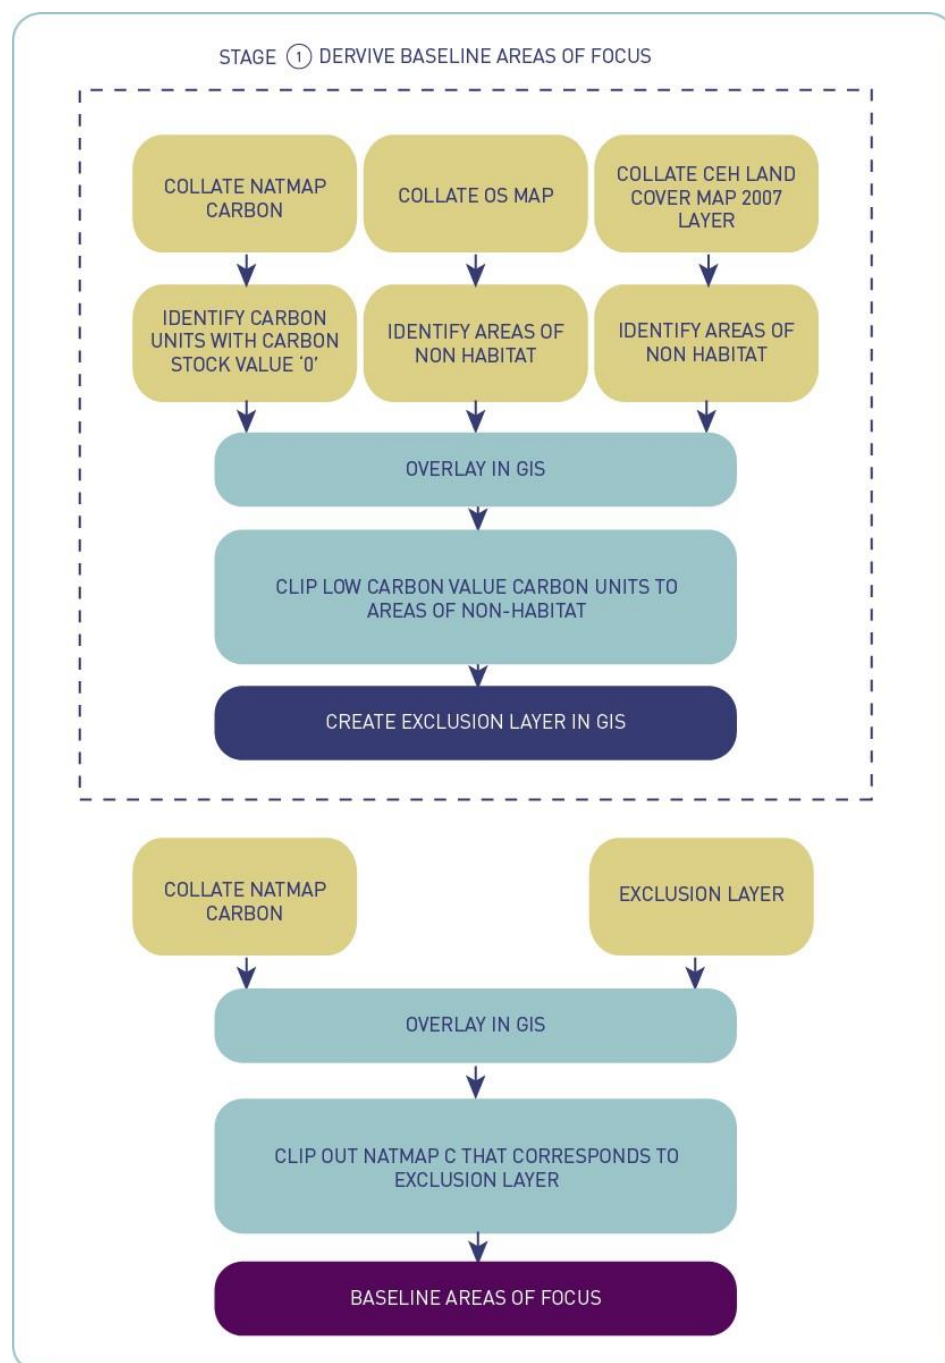 STAGE 1 DERVIVE BASELINE AREAS OF FOCUS
COLLATE NATMAP
CARBON
COLLATE OS MAP
COLLATE CEH LAND
COVER MAP 2007
LAYER
IDENTIFY CARBON
UNITS WITH CARBON
STOCK VALUE ‘0’
IDENTIFY AREAS OF
NON HABITAT
IDENTIFY AREAS OF
NON HABITAT
OVERLAY IN GIS
CLIP LOW CARBON VALUE CARBON UNITS TO
AREAS OF NON-HABITAT
CREATE EXCLUSION LAYER IN GIS
COLLATE NATMAP
CARBON
EXCLUSION LAYER
OVERLAY IN GIS
CLIP OUT NATMAP C THAT CORRESPONDS TO
EXCLUSION LAYER
BASELINE AREAS OF FOCUS